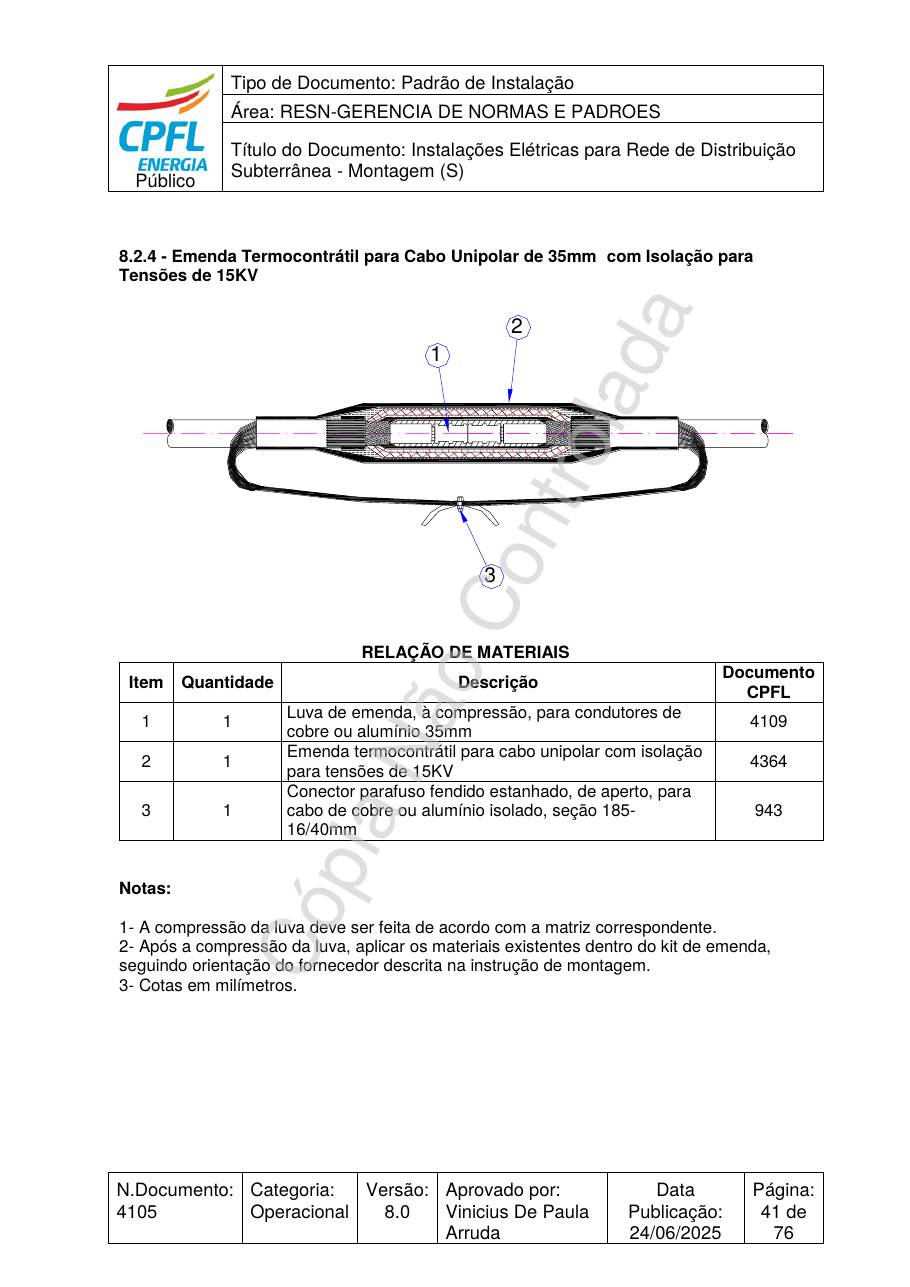 CPFL
ENERGIA
Público
Tipo de Documento: Padrão de Instalação
Área: RESN-GERENCIA DE NORMAS E PADROES
Título do Documento: Instalações Elétricas para Rede de Distribuição
Subterrânea - Montagem (S)
8.2.4 - Emenda Termocontrátil para Cabo Unipolar de 35mm  com Isolação para
Tensões de 15KV
2
1
3
Cópia Não Controlada
RELAÇÃO DE MATERIAIS
Item Quantidade Descrição Documento
CPFL
1 1 Luva de emenda, à compressão, para condutores de
cobre ou alumínio 35mm 4109
2 1 Emenda termocontrátil para cabo unipolar com isolação
para tensões de 15KV 4364
3 1 Conector parafuso fendido estanhado, de aperto, para
cabo de cobre ou alumínio isolado, seção 185-
16/40mm 943
Notas:
1- A compressão da luva deve ser feita de acordo com a matriz correspondente.
2- Após a compressão da luva, aplicar os materiais existentes dentro do kit de emenda,
seguindo orientação do fornecedor descrita na instrução de montagem.
3- Cotas em milímetros.
N.Documento: Categoria: Versão: Aprovado por: Data Página:
4105 Operacional 8.0 Vinicius De Paula Publicação: 41 de
Arruda 24/06/2025 76